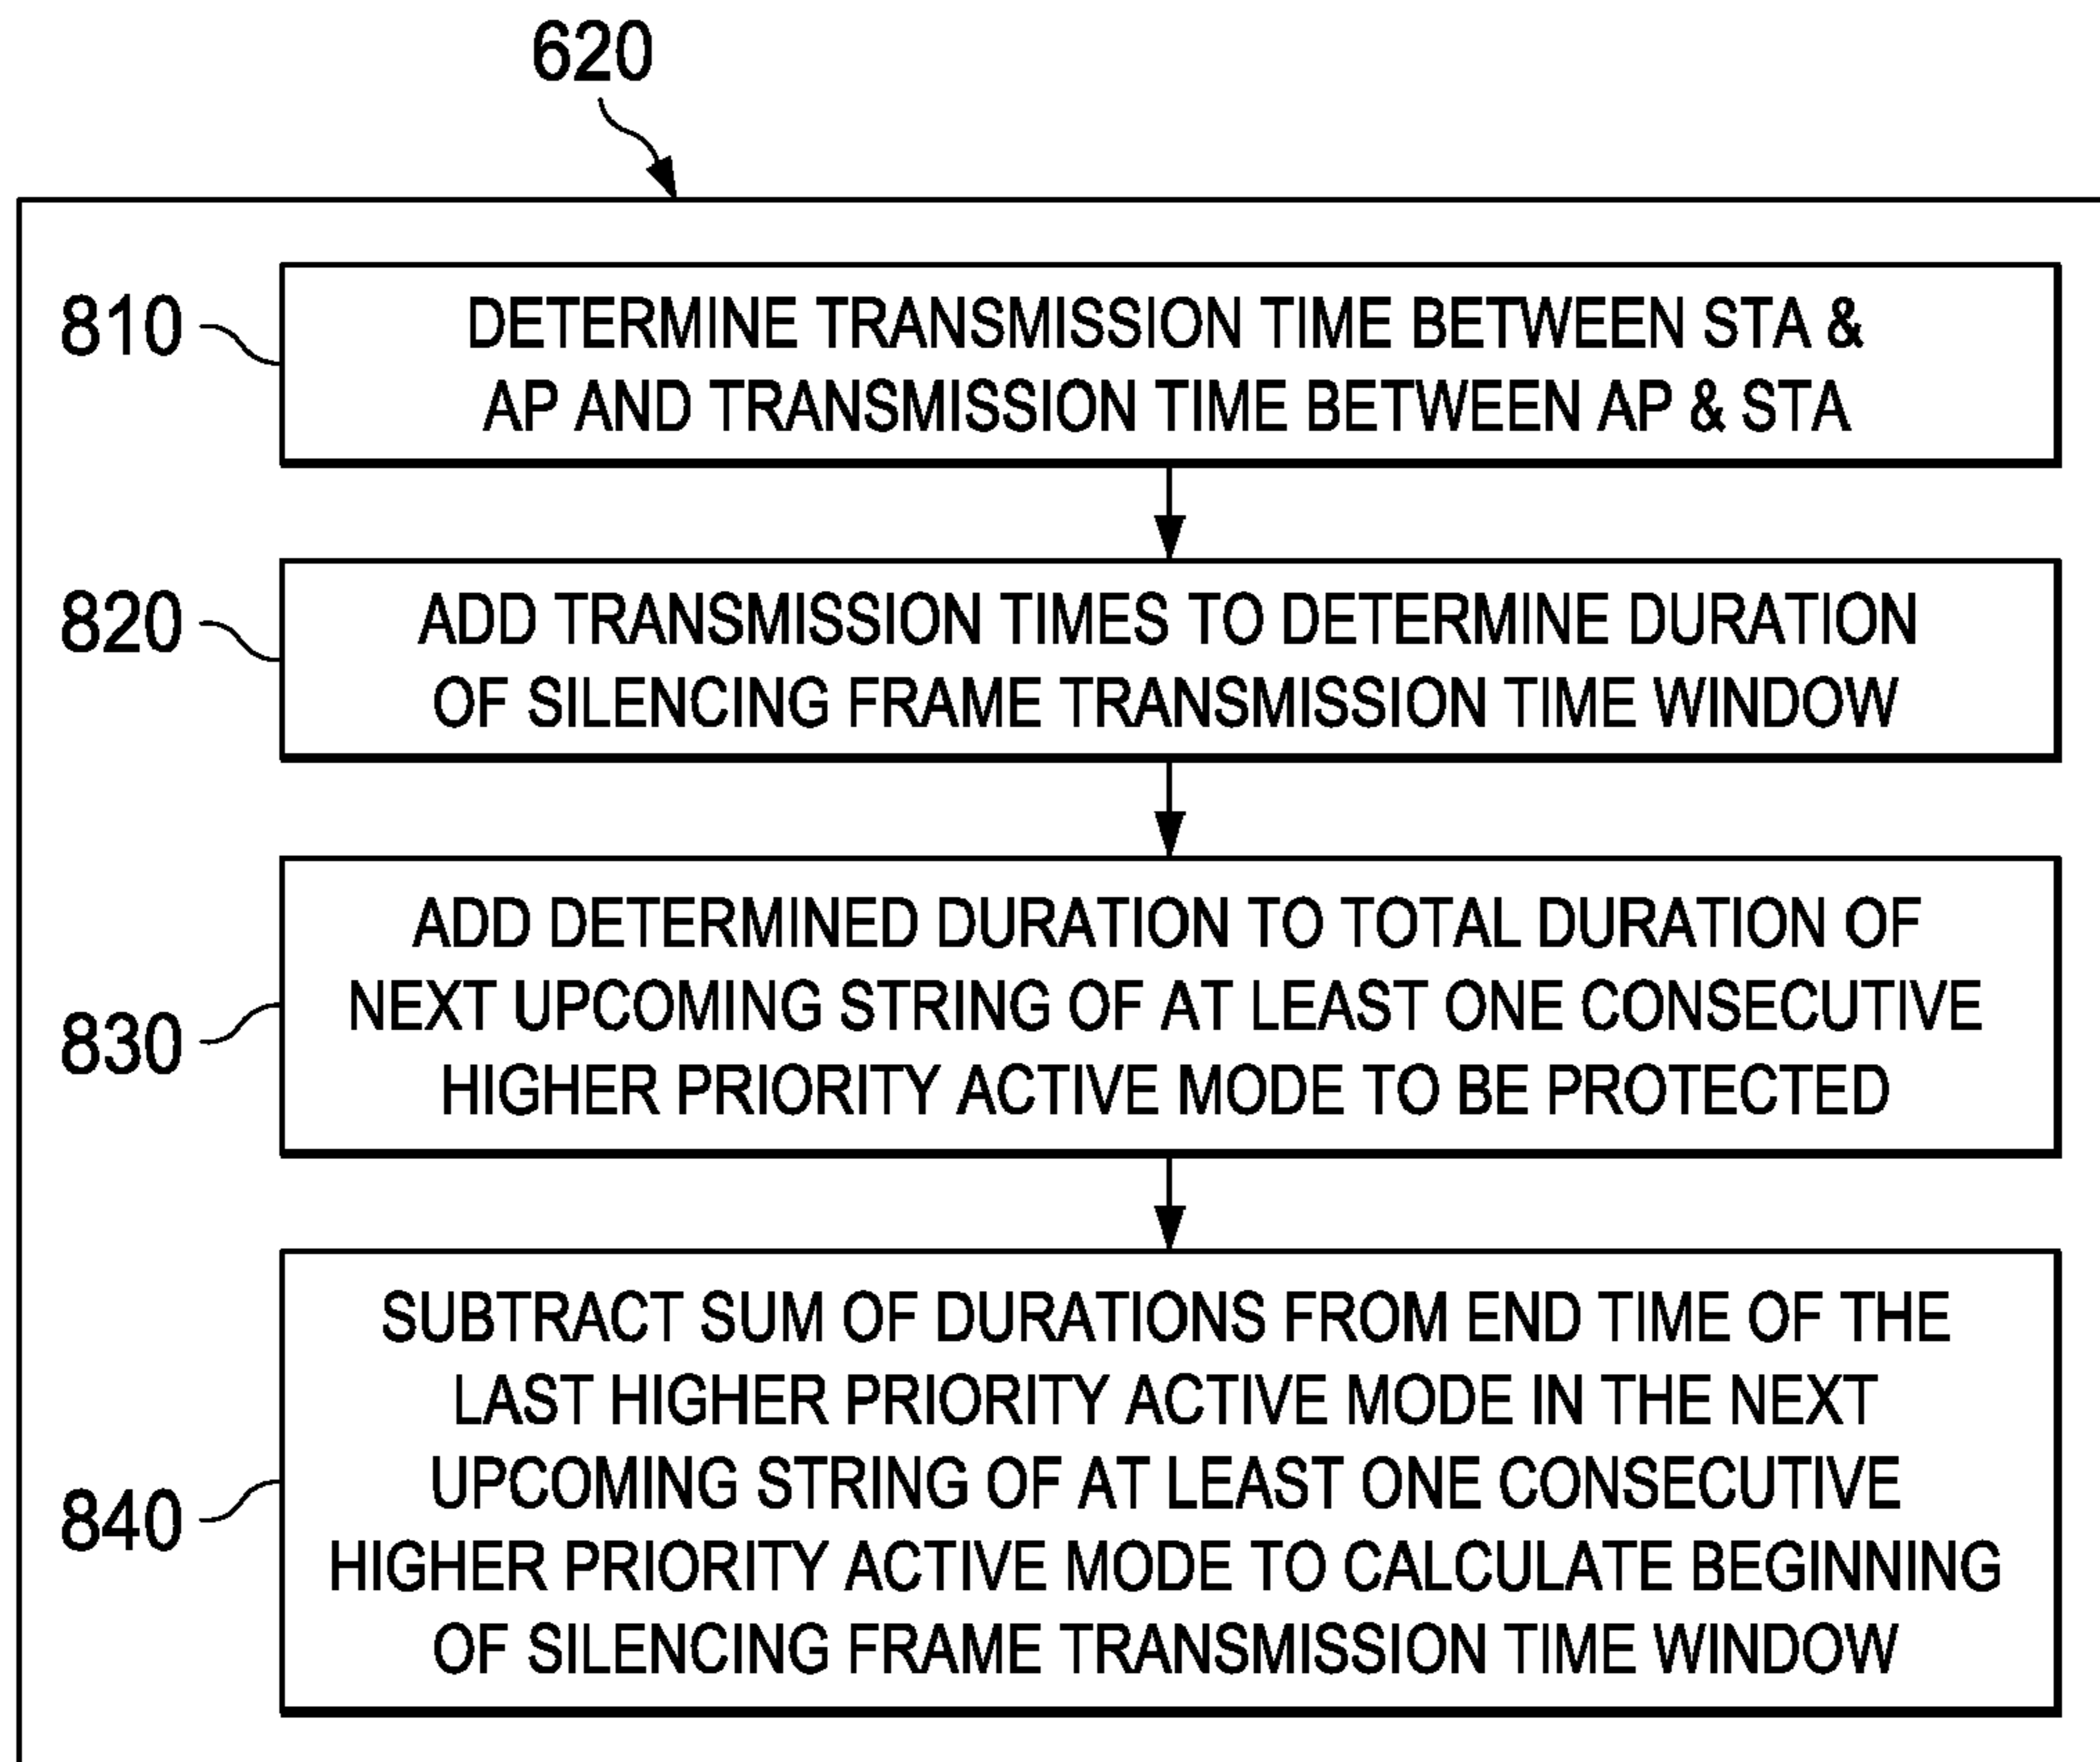 620
810
DETERMINE TRANSMISSION TIME BETWEEN STA &
AP AND TRANSMISSION TIME BETWEEN AP & STA
820
ADD TRANSMISSION TIMES TO DETERMINE DURATION
OF SILENCING FRAME TRANSMISSION TIME WINDOW
830
ADD DETERMINED DURATION TO TOTAL DURATION OF
NEXT UPCOMING STRING OF AT LEAST ONE CONSECUTIVE
HIGHER PRIORITY ACTIVE MODE TO BE PROTECTED
840
SUBTRACT SUM OF DURATIONS FROM END TIME OF THE
LAST HIGHER PRIORITY ACTIVE MODE IN THE NEXT
UPCOMING STRING OF AT LEAST ONE CONSECUTIVE
HIGHER PRIORITY ACTIVE MODE TO CALCULATE BEGINNING
OF SILENCING FRAME TRANSMISSION TIME WINDOW